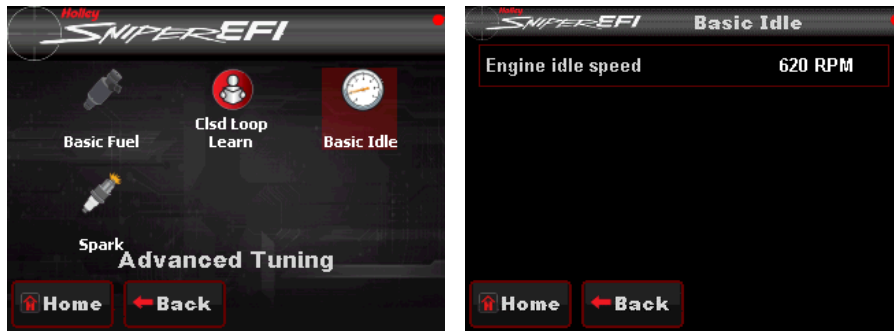 Holley
SNIPER EFI
Basic Fuel
Clsd Loop
Learn
Basic Idle
Spark
Advanced Tuning
Home
Back
Holley
SNIPER EFI
Basic Idle
Engine idle speed 620 RPM
Home
Back